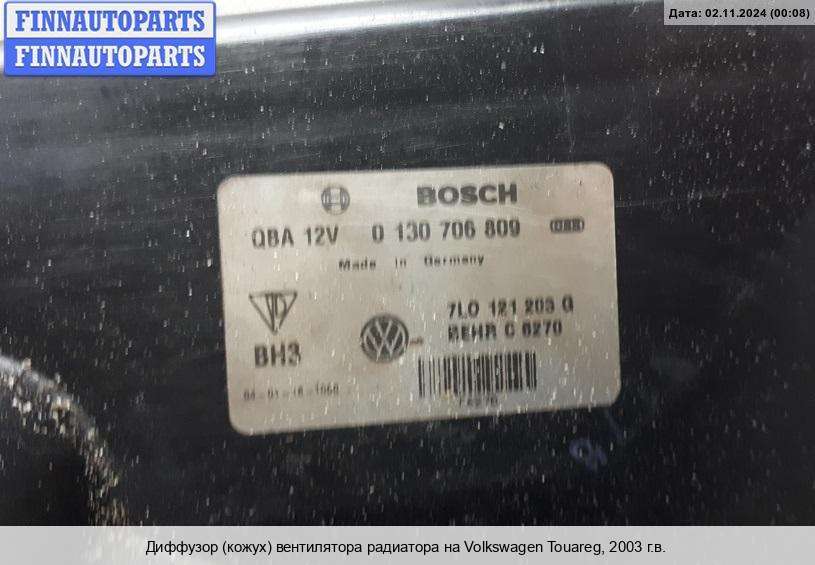 FINNAUTOPARTS
FINNAUTOPARTS
Дата: 02.11.2024 (00:08)
BOSCH
QBA 12V 0 130 706 809
Made in Germany
7L0 121 203 G
BEHR C 6270
BH3
Диффузор (кожух) вентилятора радиатора на Volkswagen Touareg, 2003 г.в.